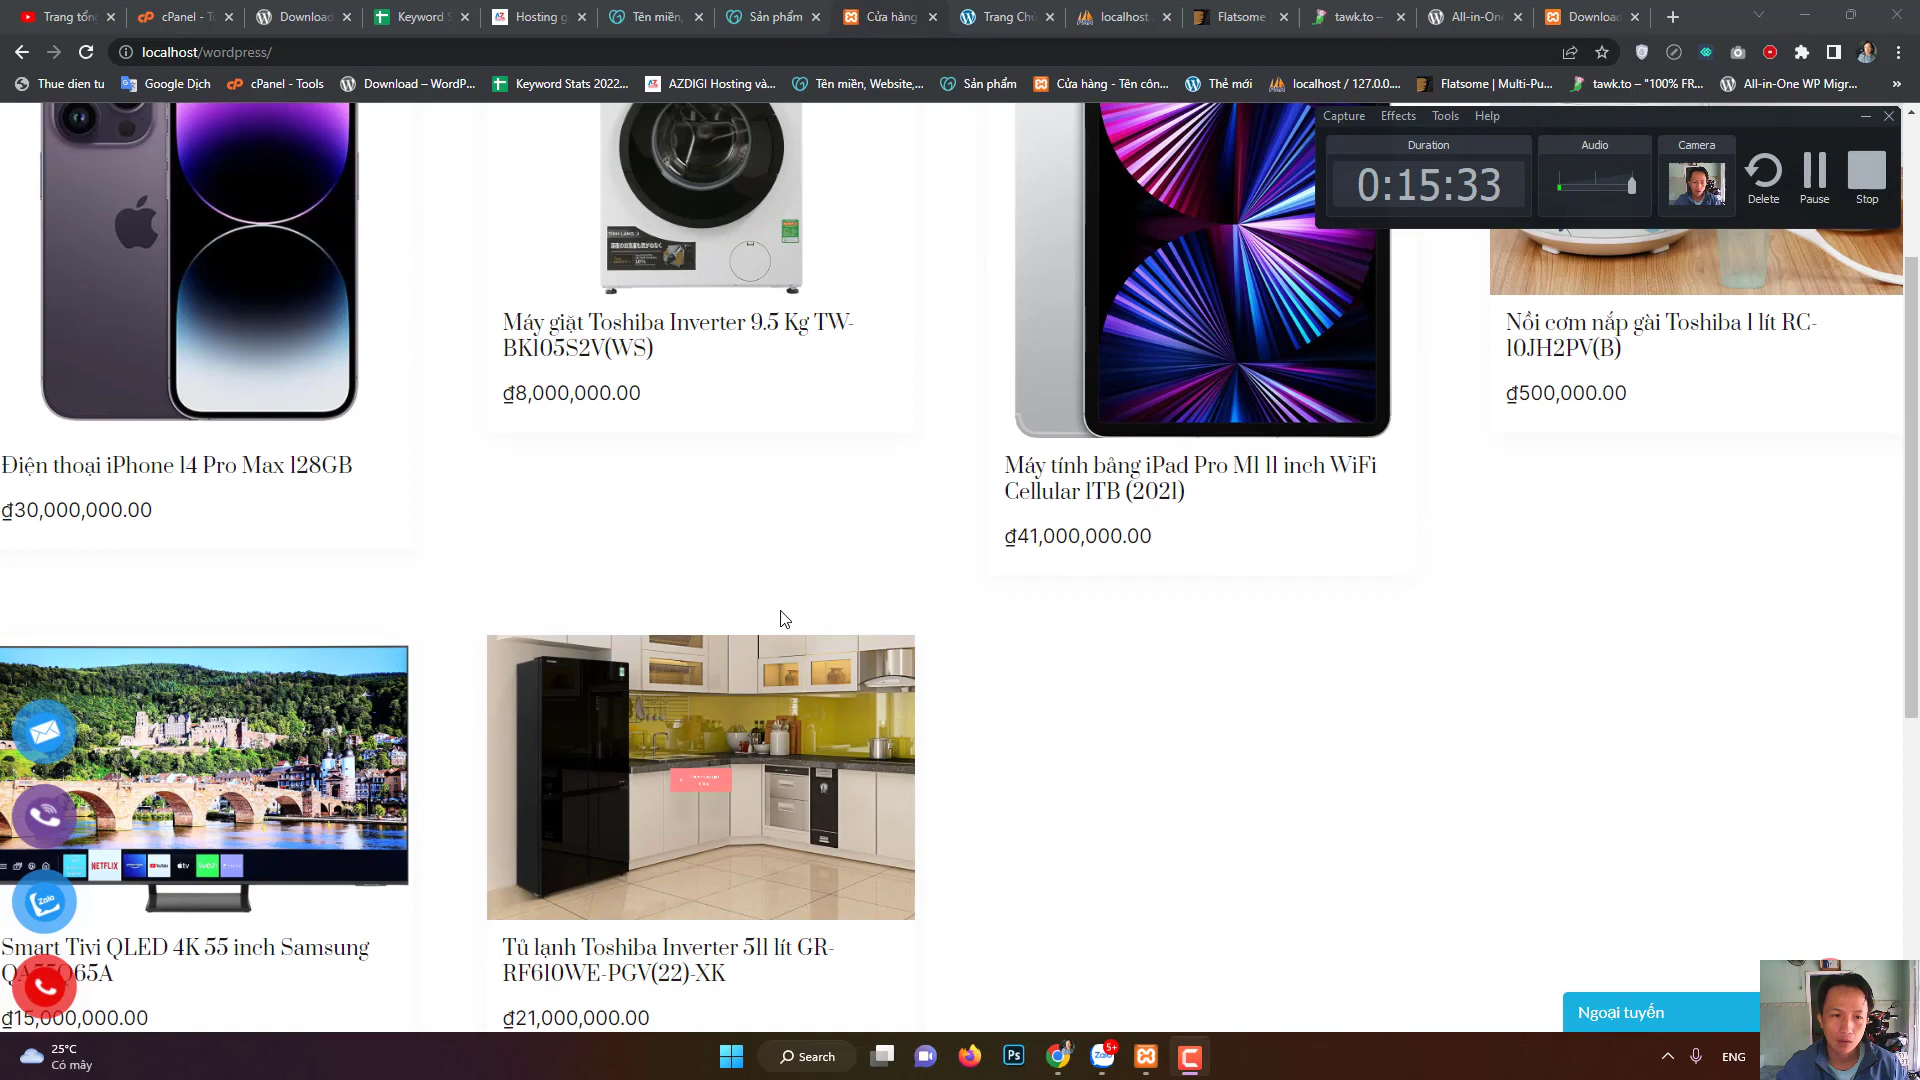 Trang tổn
cPanel - T
Download
Keyword S
Hosting g
Tên miền,
Sản phẩm
Cửa hàng
Trang Chủ
localhost
Flatsome
tawk.to –
All-in-On
Download
localhost/wordpress/
Thue dien tu
Google Dịch
cPanel - Tools
Download – WordP...
Keyword Stats 2022...
AZDIGI Hosting và...
Tên miền, Website,...
Sản phẩm
Cửa hàng - Tên côn...
Thẻ mới
localhost / 127.0.0....
Flatsome | Multi-Pu...
tawk.to – "100% FR...
All-in-One WP Migr...
Capture Effects Tools Help
Duration
0:15:33
Audio
Camera
Delete
Pause
Stop
Máy giặt Toshiba Inverter 9.5 Kg TW-
BK105S2V(WS)
₫8,000,000.00
Nồi cơm nắp gài Toshiba 1 lít RC-
10JH2PV(B)
₫500,000.00
Điện thoại iPhone 14 Pro Max 128GB
₫30,000,000.00
Máy tính bảng iPad Pro M1 11 inch WiFi
Cellular 1TB (2021)
₫41,000,000.00
NETFLIX
Zalo
Smart Tivi QLED 4K 55 inch Samsung
QA55Q65A
₫15,000,000.00
Tủ lạnh Toshiba Inverter 511 lít GR-
RF610WE-PGV(22)-XK
₫21,000,000.00
Ngoại tuyến
25°C
Có mây
Search
Ps
Zalo
5+
ENG